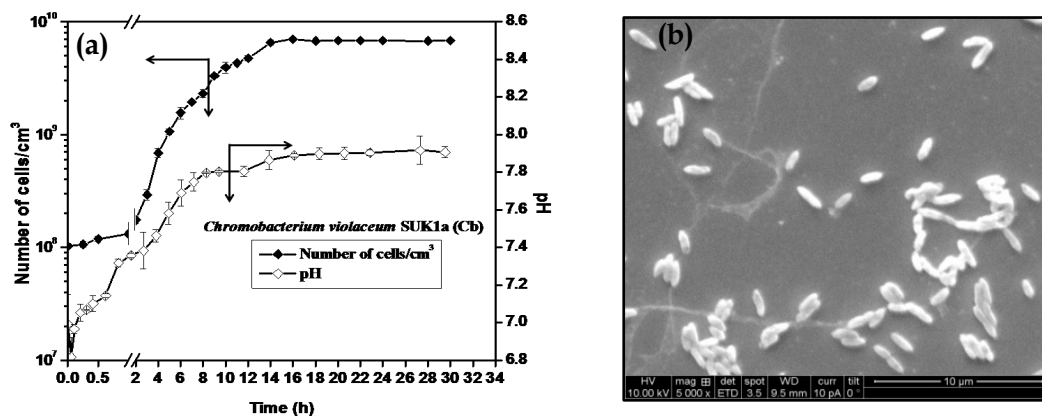 (a)
10¹⁰
10⁹
10⁸
10⁷
Number of cells/cm³
8.6
8.4
8.2
8.0
7.8
7.6
7.4
7.2
7.0
6.8
pH
Chromobacterium violaceum SUK1a (Cb)
Number of cells/cm³
pH
0.0 0.5 2 4 6 8 10 12 14 16 18 20 22 24 26 28 30 32 34
Time (h)
(b)
HV mag ⊞ det spot WD curr tilt
10.00 kV 5 000 x ETD 3.5 9.5 mm 10 pA 0 °
10 µm